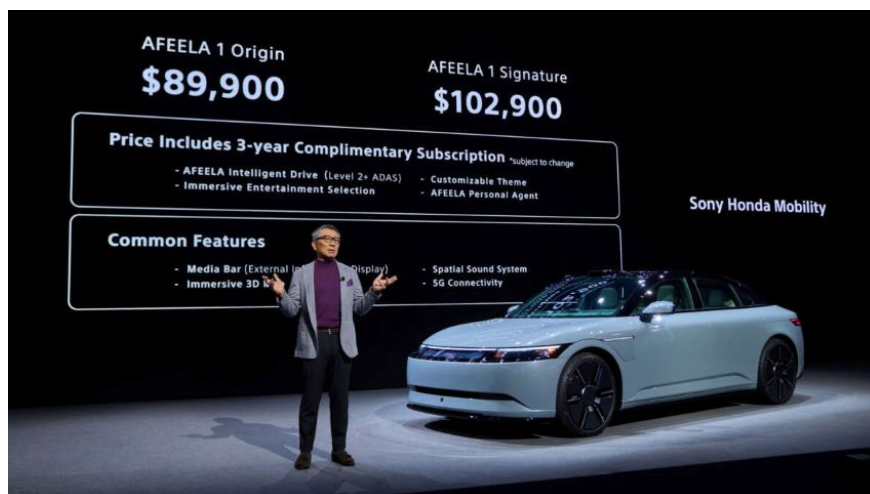 AFEELA 1 Origin
$89,900
AFEELA 1 Signature
$102,900
Price Includes 3-year Complimentary Subscription *subject to change
- AFEELA Intelligent Drive (Level 2+ ADAS)
- Immersive Entertainment Selection
- Customizable Theme
- AFEELA Personal Agent
Sony Honda Mobility
Common Features
- Media Bar (External Display)
- Immersive 3D
- Spatial Sound System
- 5G Connectivity